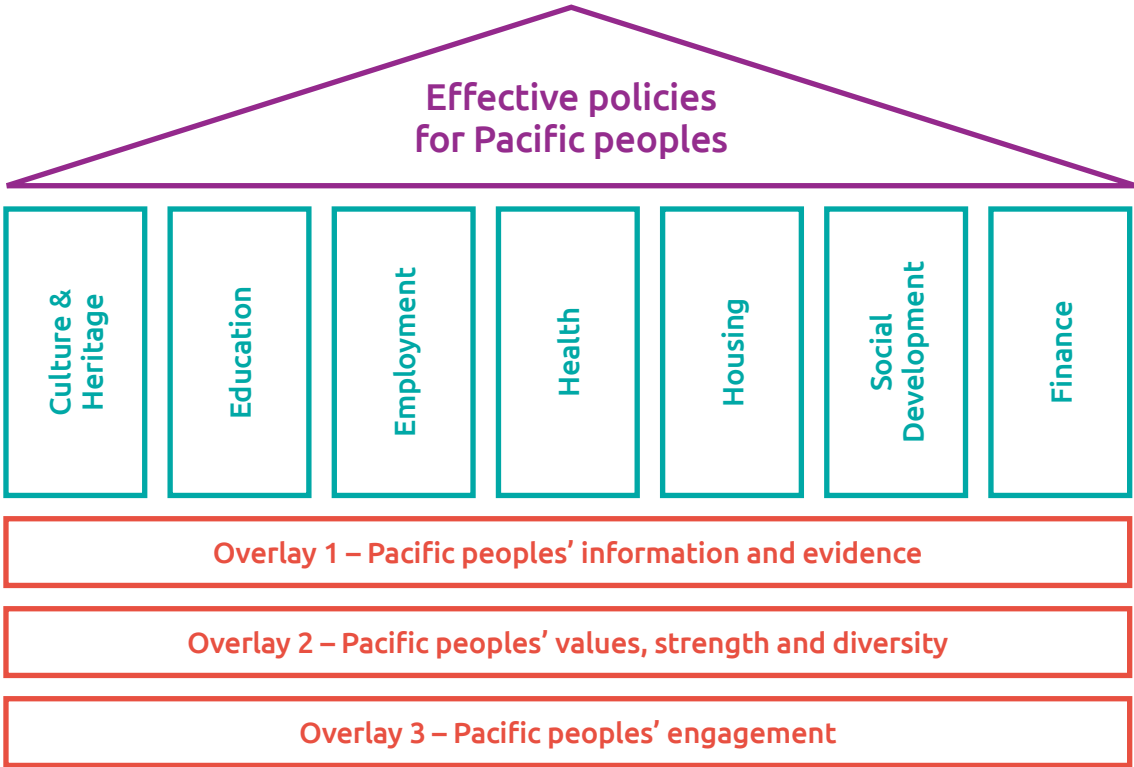 Effective policies
for Pacific peoples
Culture &
Heritage
Education
Employment
Health
Housing
Social
Development
Finance
Overlay 1 – Pacific peoples’ information and evidence
Overlay 2 – Pacific peoples’ values, strength and diversity
Overlay 3 – Pacific peoples’ engagement